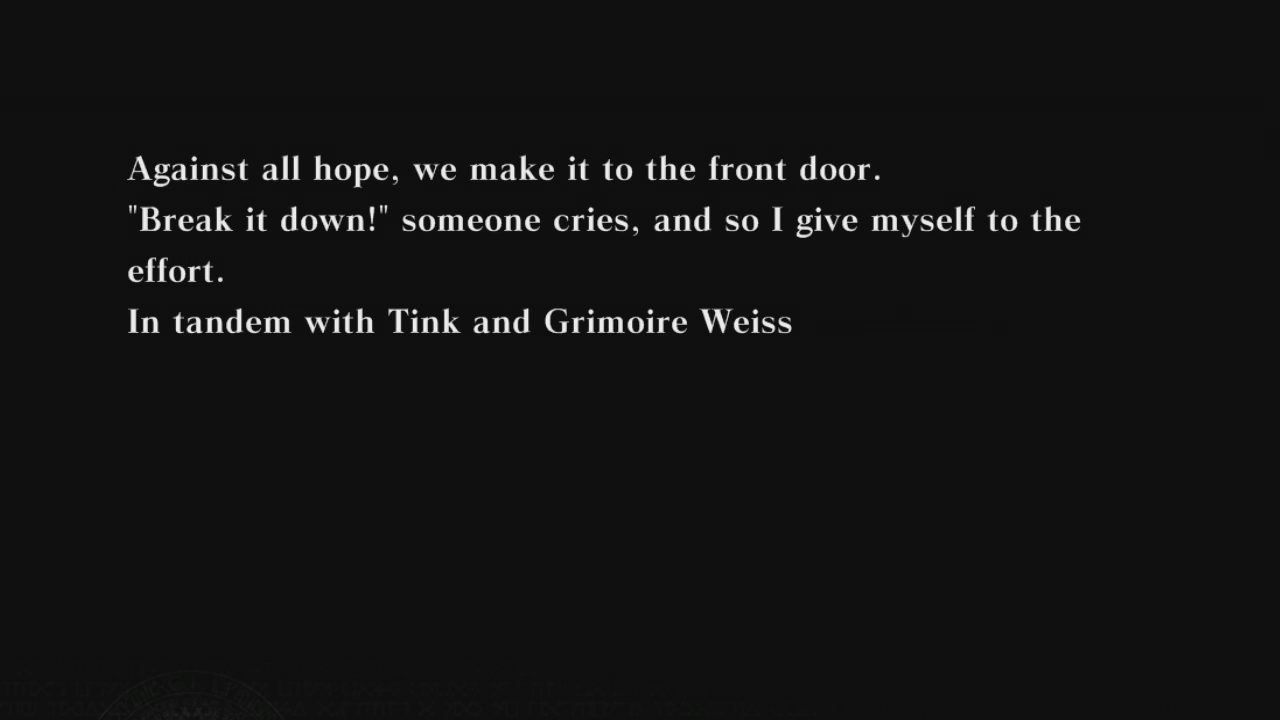 Against all hope, we make it to the front door.
"Break it down!" someone cries, and so I give myself to the
effort.
In tandem with Tink and Grimoire Weiss